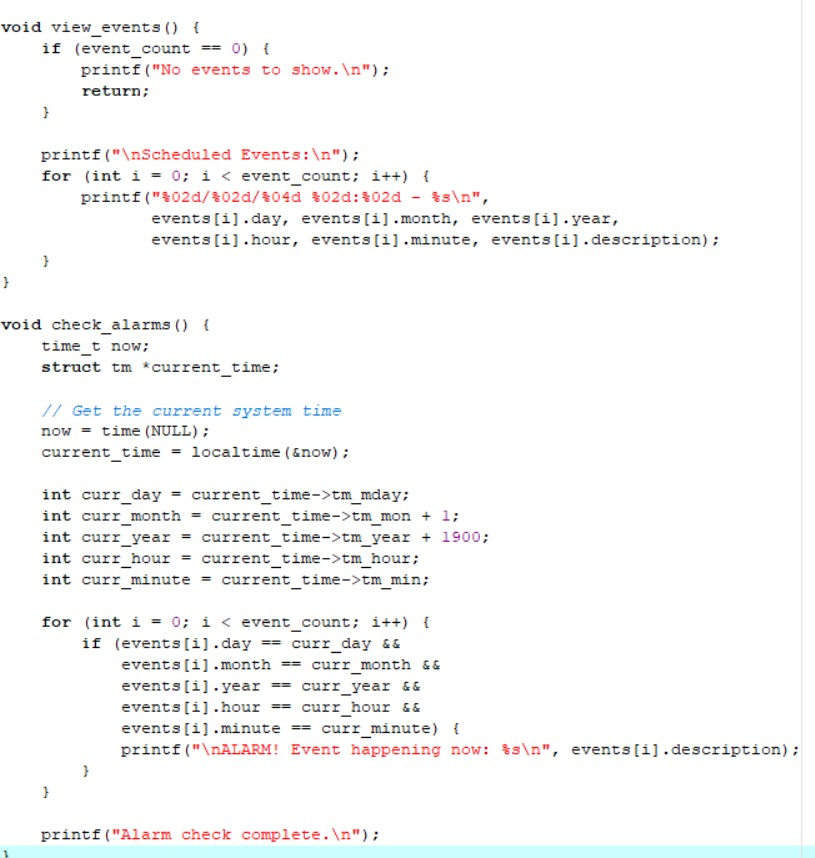 void view_events() {
    if (event_count == 0) {
        printf("No events to show.\n");
        return;
    }

    printf("\nScheduled Events:\n");
    for (int i = 0; i < event_count; i++) {
        printf("%02d/%02d/%04d %02d:%02d - %s\n",
               events[i].day, events[i].month, events[i].year,
               events[i].hour, events[i].minute, events[i].description);
    }
}

void check_alarms() {
    time_t now;
    struct tm *current_time;

    // Get the current system time
    now = time(NULL);
    current_time = localtime(&now);

    int curr_day = current_time->tm_mday;
    int curr_month = current_time->tm_mon + 1;
    int curr_year = current_time->tm_year + 1900;
    int curr_hour = current_time->tm_hour;
    int curr_minute = current_time->tm_min;

    for (int i = 0; i < event_count; i++) {
        if (events[i].day == curr_day &&
            events[i].month == curr_month &&
            events[i].year == curr_year &&
            events[i].hour == curr_hour &&
            events[i].minute == curr_minute) {
            printf("\nALARM! Event happening now: %s\n", events[i].description);
        }
    }

    printf("Alarm check complete.\n");
}